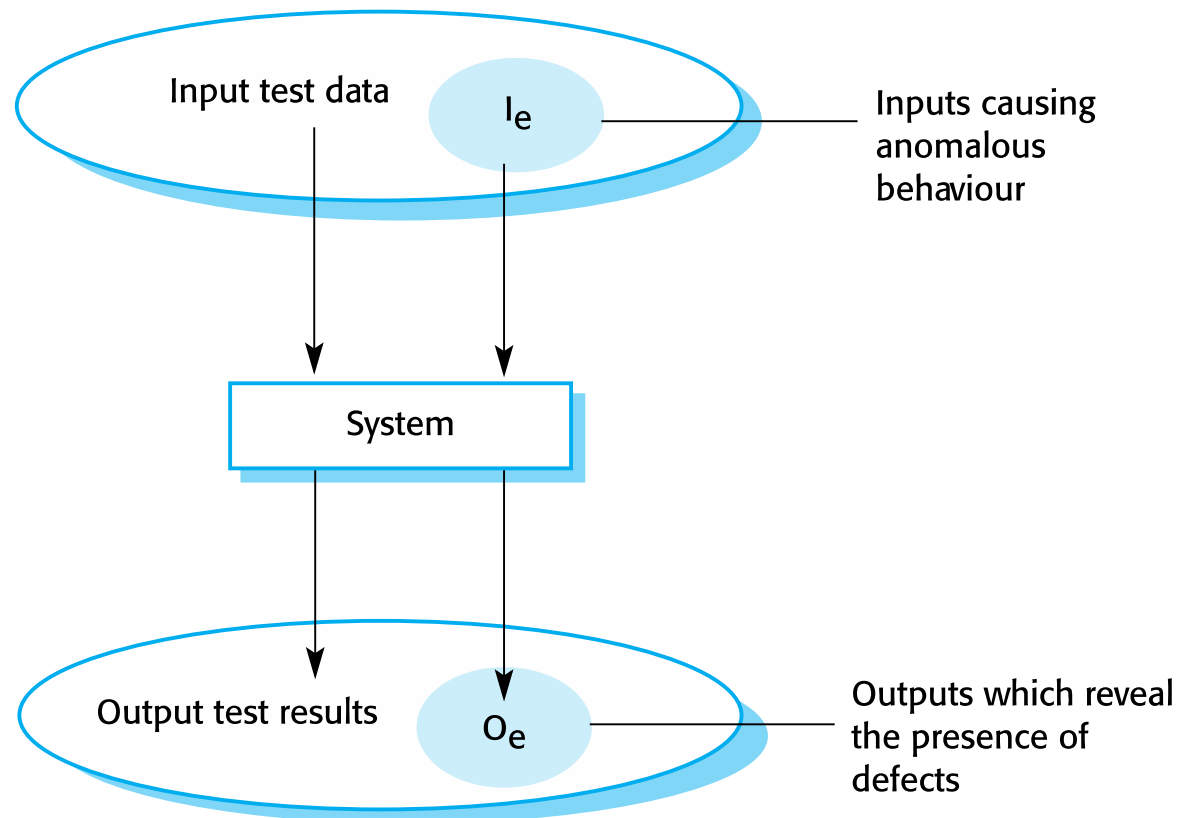 Input test data
Ie
Inputs causing
anomalous
behaviour
System
Output test results
Oe
Outputs which reveal
the presence of
defects